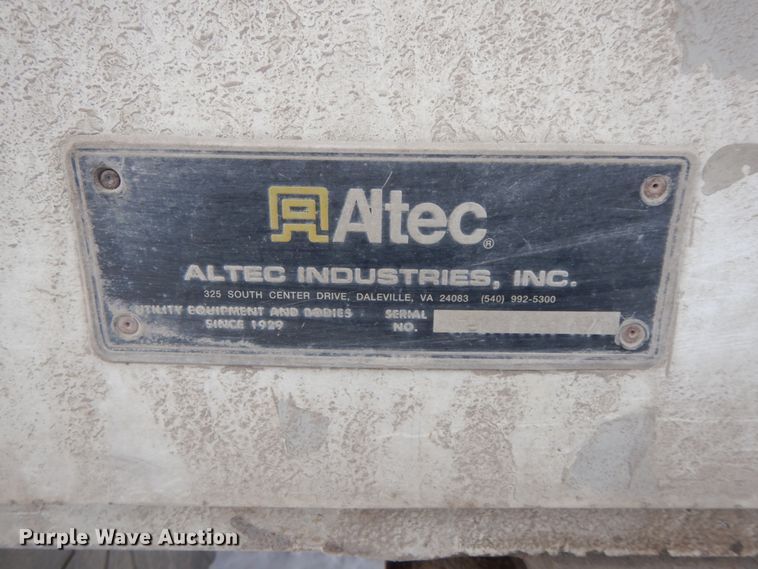 Altec®
ALTEC INDUSTRIES, INC.
325 SOUTH CENTER DRIVE, DALEVILLE, VA 24083 (540) 992-5300
UTILITY EQUIPMENT AND BODIES
SINCE 1929
SERIAL
NO.
Purple Wave Auction